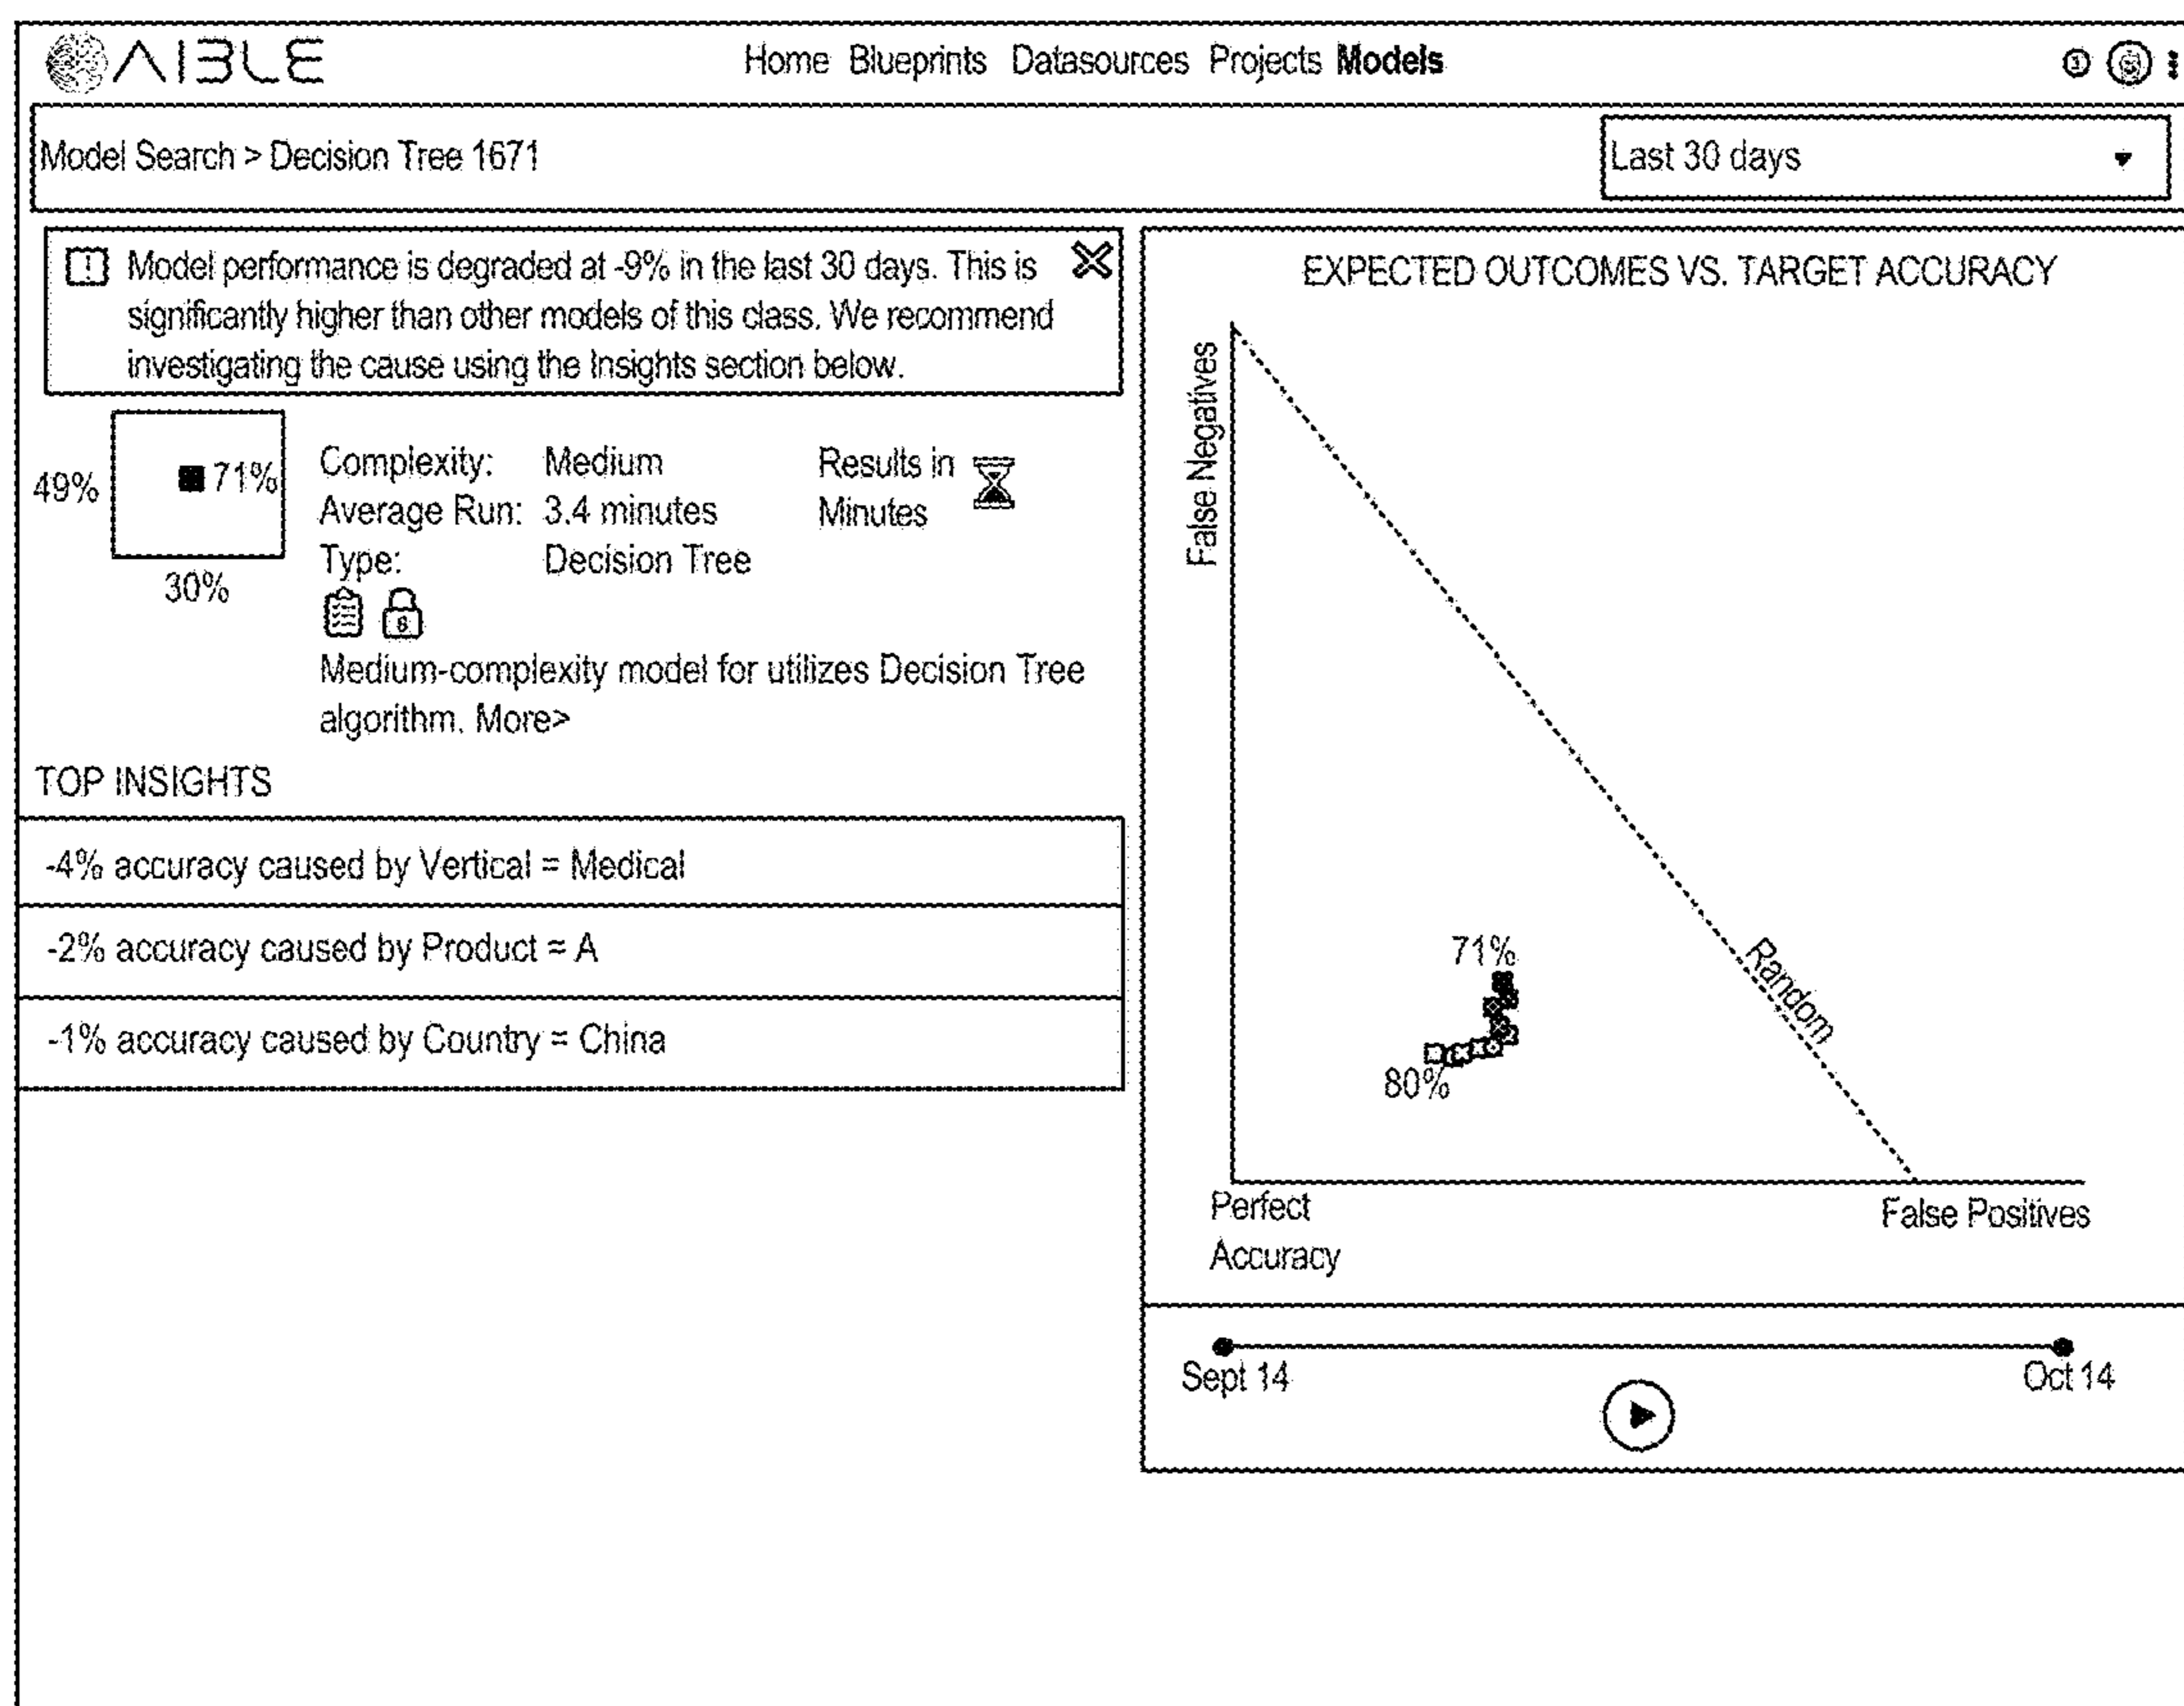 AIBLE
Home Blueprints Datasources Projects Models
Model Search > Decision Tree 1671
Last 30 days
Model performance is degraded at -9% in the last 30 days. This is
significantly higher than other models of this class. We recommend
investigating the cause using the Insights section below.
49%
71%
30%
Complexity: Medium
Average Run: 3.4 minutes
Type: Decision Tree
Results in
Minutes
Medium-complexity model for utilizes Decision Tree
algorithm. More>
TOP INSIGHTS
-4% accuracy caused by Vertical = Medical
-2% accuracy caused by Product = A
-1% accuracy caused by Country = China
EXPECTED OUTCOMES VS. TARGET ACCURACY
False Negatives
71%
80%
Random
Perfect
Accuracy
False Positives
Sept 14
Oct 14